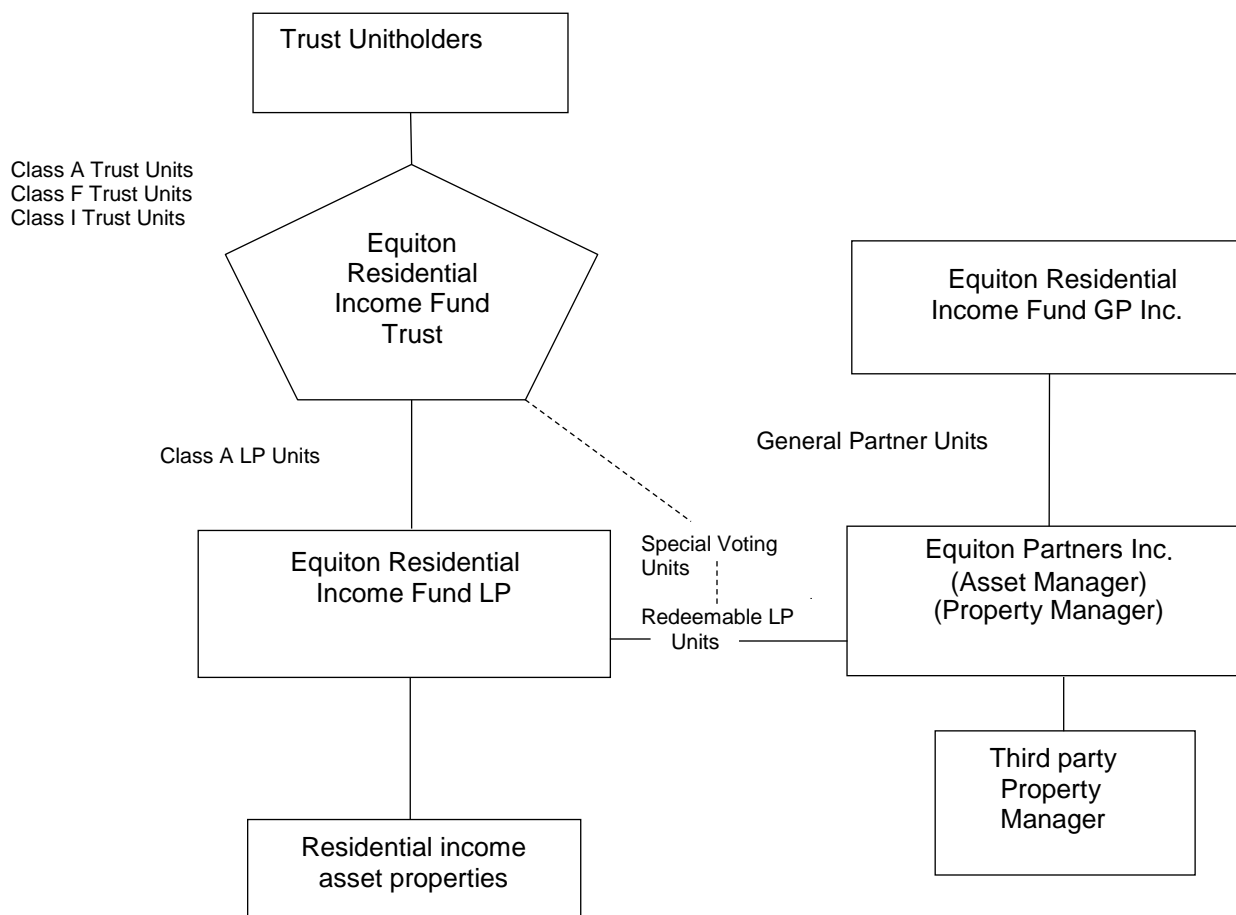 Trust Unitholders
Class A Trust Units
Class F Trust Units
Class I Trust Units
Equiton
Residential
Income Fund
Trust
Equiton Residential
Income Fund GP Inc.
Class A LP Units
General Partner Units
Equiton Residential
Income Fund LP
Special Voting
Units
Redeemable LP
Units
Equiton Partners Inc.
(Asset Manager)
(Property Manager)
Third party
Property
Manager
Residential income
asset properties